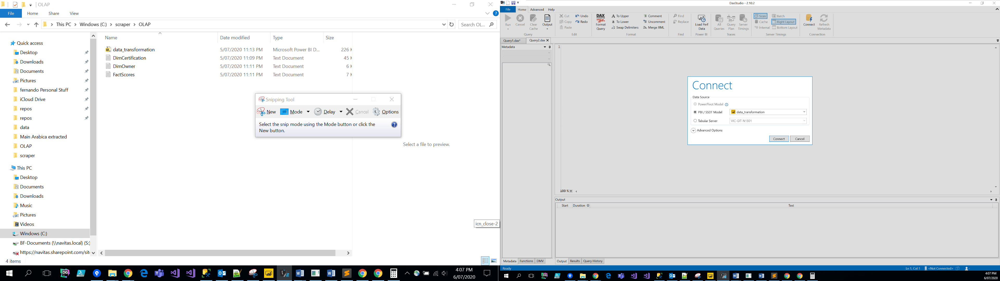 OLAP
File Home Share View
This PC > Windows (C:) > scraper > OLAP
Search OL...
Name Date modified Type Size
Quick access
Desktop
Downloads
Documents
Pictures
fernando Personal Stuff
iCloud Drive
repos
repos
data
Main Arabica extracted
OLAP
scraper
This PC
Desktop
Documents
Downloads
Music
Pictures
Videos
Windows (C:)
BF-Documents (\\navitas.local) (S:)
https://navitas.sharepoint.com/site
4 items
data_transformation 5/07/2020 11:13 PM Microsoft Power BI D... 226 K
DimCertification 5/07/2020 11:09 PM Text Document 45 K
DimOwner 5/07/2020 11:11 PM Text Document 6 K
FactScores 5/07/2020 11:11 PM Text Document 7 K
Snipping Tool
New Mode Delay Cancel Options
Select the snip mode using the Mode button or click the
New button.
Select a file to preview.
icn_close-2
4:07 PM
6/07/2020
DaxStudio - 2.10.2
File Home Advanced Help
Run
Cancel
Clear
Cache
Output
Query
Cut
Copy
Paste
Undo
Redo
Edit
DAX
FORMATTER
Format
Query
To Upper
To Lower
Swap Delimiters
Comment
Uncomment
Merge XML
Format
Find
Replace
Find
Load Perf
Data
Power BI
All
Queries
Query
Plan
Server
Timings
Traces
Scan
Cache
Internal
Batch
Right Layout
Bottom Layout
Server Timings
Connect
Refresh
Metadata
Connection
Query1.dax* Query2.dax
Metadata
1
Connect
Data Source
PowerPivot Model
PBI / SSDT Model data_transformation
Tabular Server VIC-GIT-N1801
Advanced Options
Connect Cancel
100 %
Output
Start Duration Text
Metadata Functions DMV
Output Results Query History
Ready
Ln 1, Col 1 <Not Connected> -
4:07 PM
6/07/2020